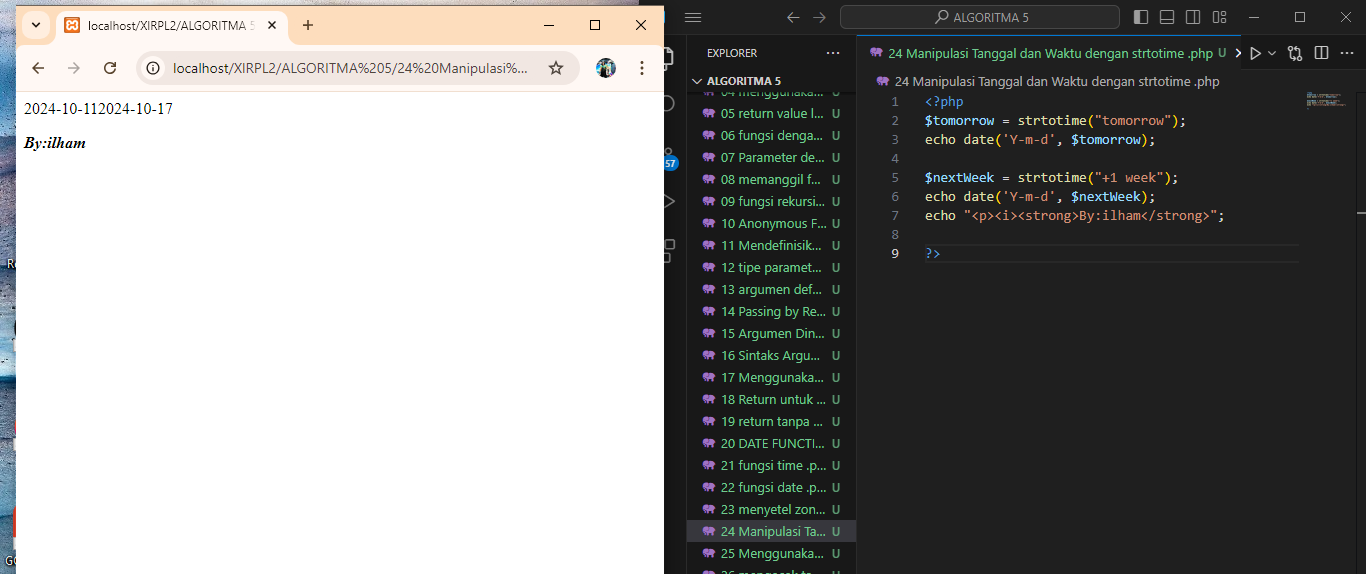 localhost/XIRPL2/ALGORITMA 5
localhost/XIRPL2/ALGORITMA%205/24%20Manipulasi%...
2024-10-112024-10-17
By:ilham
ALGORITMA 5
57
EXPLORER
ALGORITMA 5
04 menggunaka... U
05 return value l... U
06 fungsi denga... U
07 Parameter de... U
08 memanggil f... U
09 fungsi rekursi... U
10 Anonymous F... U
11 Mendefinisik... U
12 tipe paramet... U
13 argumen def... U
14 Passing by Re... U
15 Argumen Din... U
16 Sintaks Argu... U
17 Menggunaka... U
18 Return untuk ... U
19 return tanpa ... U
20 DATE FUNCTI... U
21 fungsi time .p... U
22 fungsi date .p... U
23 menyetel zon... U
24 Manipulasi Ta... U
25 Menggunaka... U
24 Manipulasi Tanggal dan Waktu dengan strtotime .php U
24 Manipulasi Tanggal dan Waktu dengan strtotime .php
1 <?php
2 $tomorrow = strtotime("tomorrow");
3 echo date('Y-m-d', $tomorrow);
4
5 $nextWeek = strtotime("+1 week");
6 echo date('Y-m-d', $nextWeek);
7 echo "<p><i><strong>By:ilham</strong>";
8
9 ?>